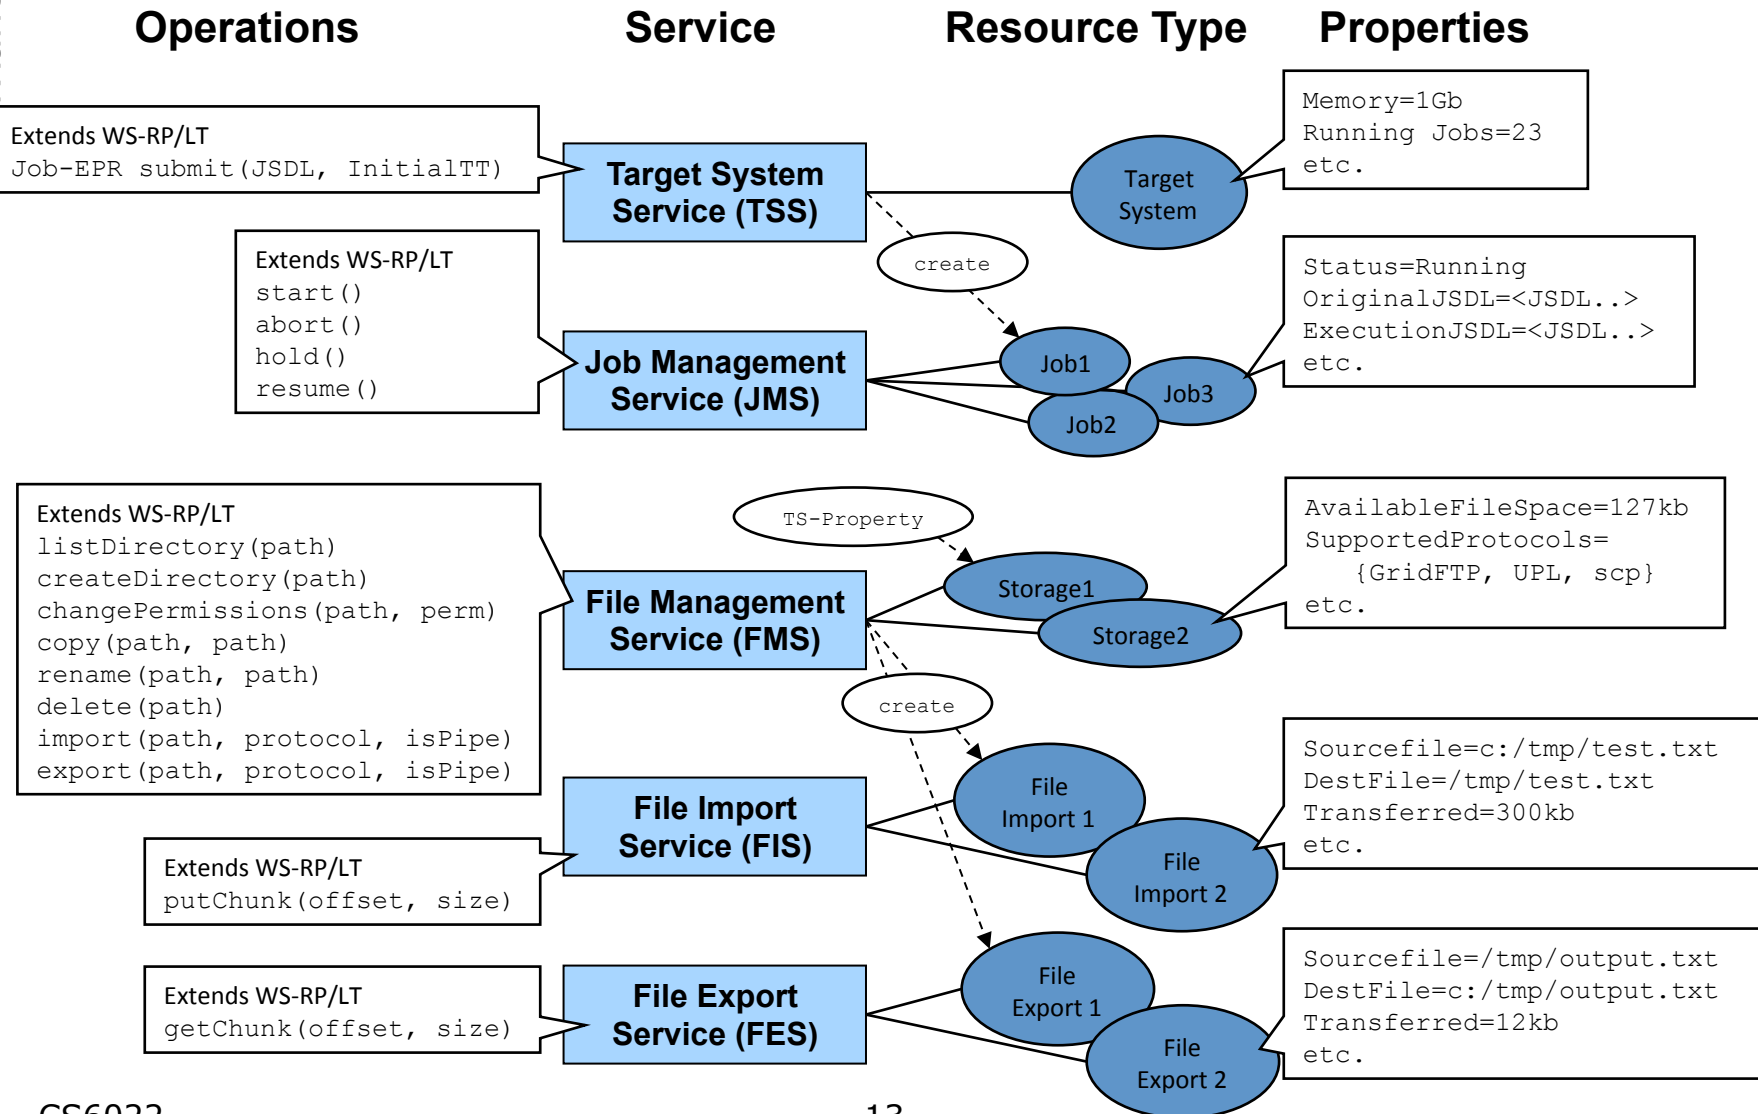 Operations
Service
Resource Type
Properties
Extends WS-RP/LT
Job-EPR submit(JSDL, InitialTT)
Target System
Service (TSS)
Target
System
Memory=1Gb
Running Jobs=23
etc.
create
Extends WS-RP/LT
start()
abort()
hold()
resume()
Job Management
Service (JMS)
Job1
Job2
Job3
Status=Running
OriginalJSDL=<JSDL..>
ExecutionJSDL=<JSDL..>
etc.
Extends WS-RP/LT
listDirectory(path)
createDirectory(path)
changePermissions(path, perm)
copy(path, path)
rename(path, path)
delete(path)
import(path, protocol, isPipe)
export(path, protocol, isPipe)
File Management
Service (FMS)
TS-Property
Storage1
Storage2
AvailableFileSpace=127kb
SupportedProtocols=
{GridFTP, UPL, scp}
etc.
create
Extends WS-RP/LT
putChunk(offset, size)
File Import
Service (FIS)
File
Import 1
File
Import 2
Sourcefile=c:/tmp/test.txt
DestFile=/tmp/test.txt
Transferred=300kb
etc.
Extends WS-RP/LT
getChunk(offset, size)
File Export
Service (FES)
File
Export 1
File
Export 2
Sourcefile=/tmp/output.txt
DestFile=c:/tmp/output.txt
Transferred=12kb
etc.
13